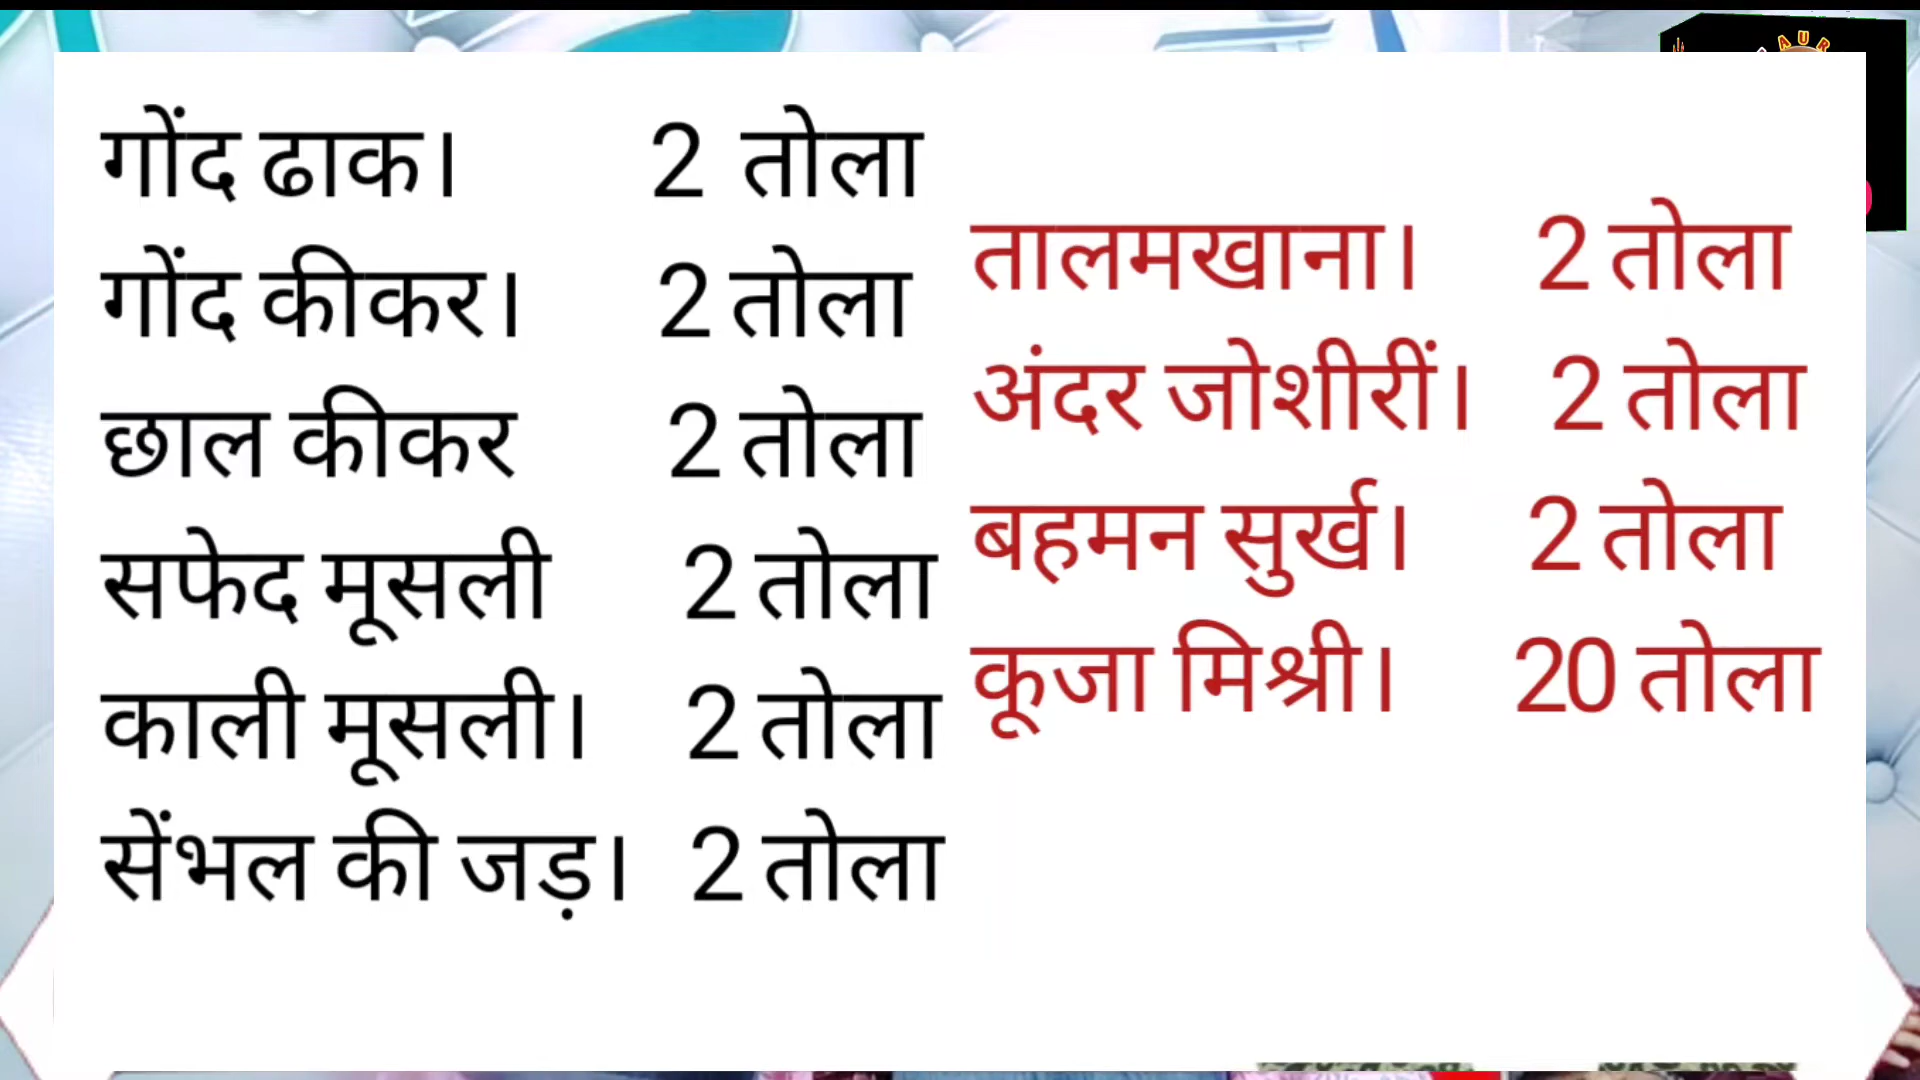 गोंद ढाक। 2 तोला
गोंद कीकर। 2 तोला
छाल कीकर 2 तोला
सफेद मूसली 2 तोला
काली मूसली। 2 तोला
सेंभल की जड़। 2 तोला
तालमखाना। 2 तोला
अंदर जोशीरीं। 2 तोला
बहमन सुर्ख। 2 तोला
कूजा मिश्री। 20 तोला
AUR